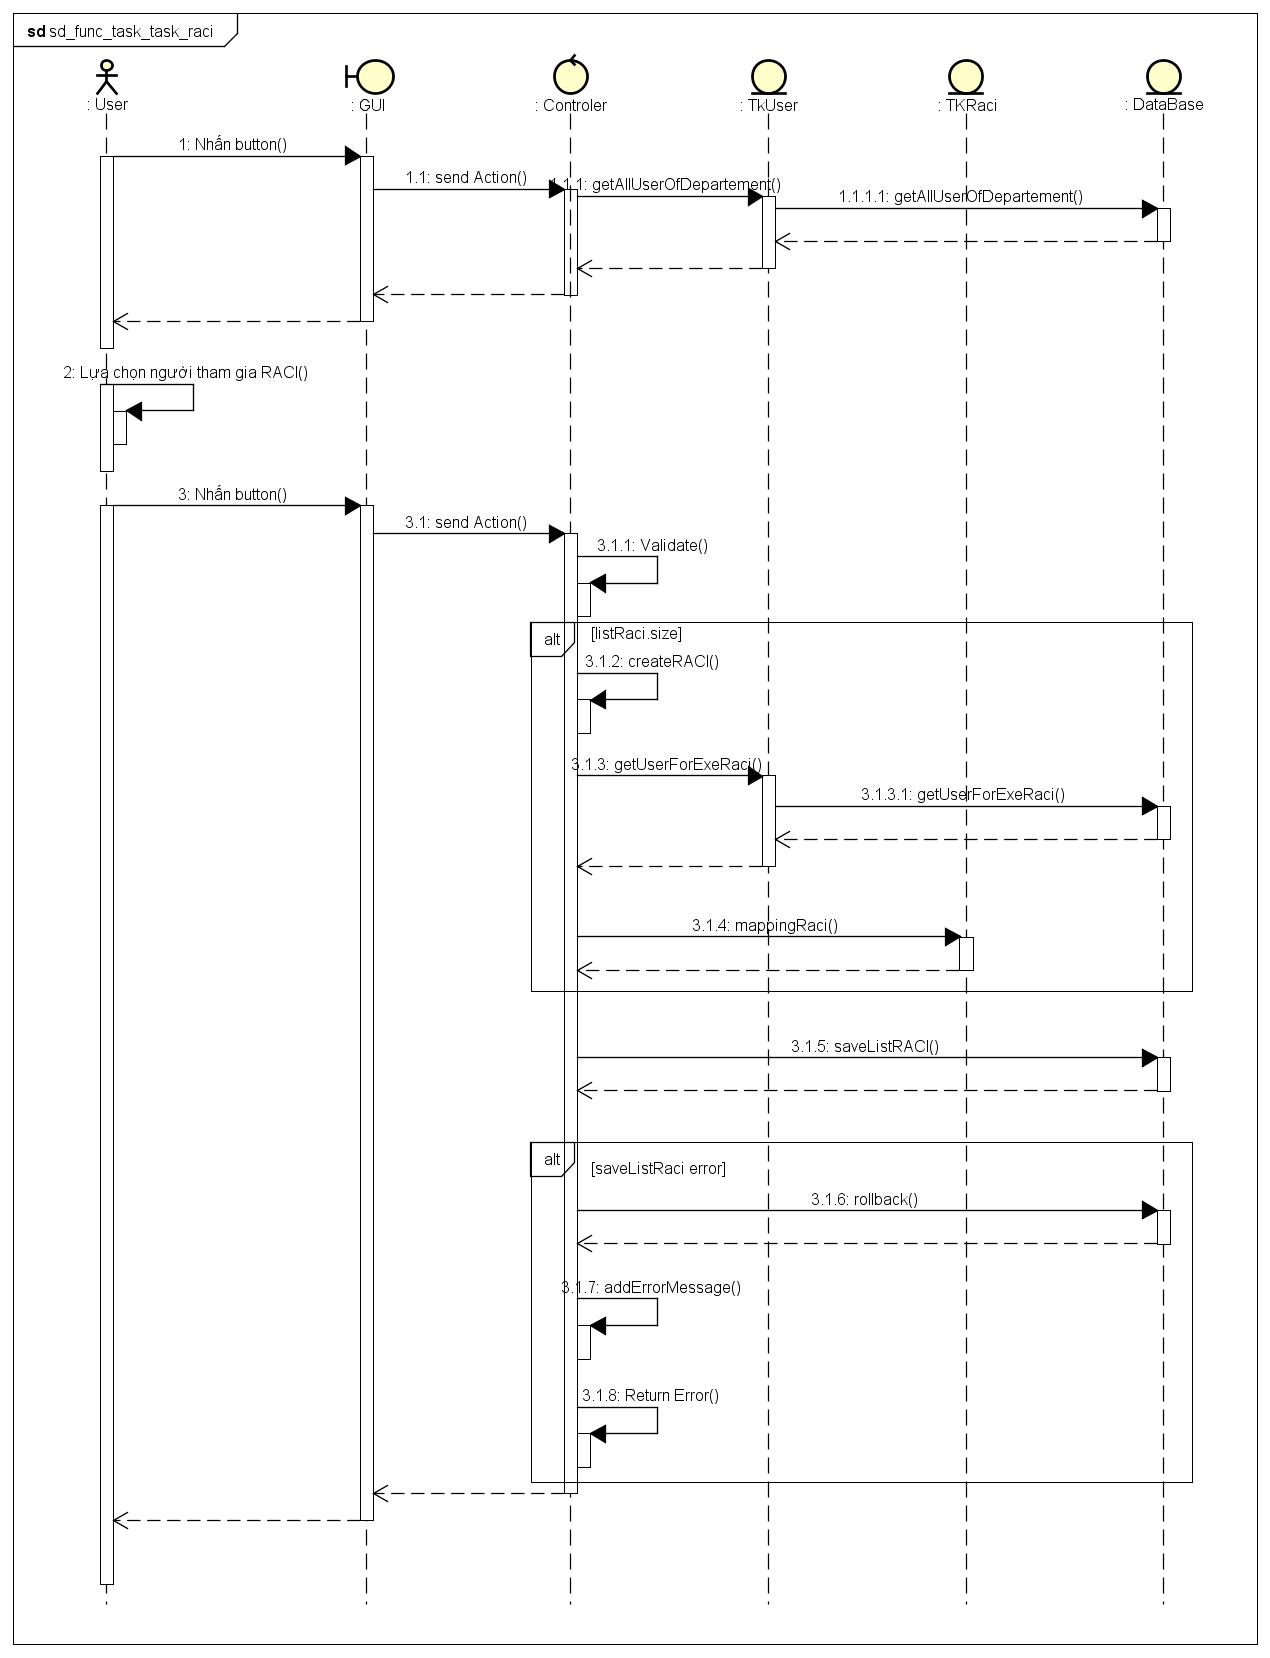 sd sd_func_task_task_raci
: User
: GUI
: Controler
: TkUser
: TKRaci
: DataBase
1: Nhấn button()
1.1: send Action()
1.1.1: getAllUserOfDepartement()
1.1.1.1: getAllUserOfDepartement()
2: Lựa chọn người tham gia RACI()
3: Nhấn button()
3.1: send Action()
3.1.1: Validate()
alt
[listRaci.size]
3.1.2: createRACI()
3.1.3: getUserForExeRaci()
3.1.3.1: getUserForExeRaci()
3.1.4: mappingRaci()
3.1.5: saveListRACI()
alt
[saveListRaci error]
3.1.6: rollback()
3.1.7: addErrorMessage()
3.1.8: Return Error()